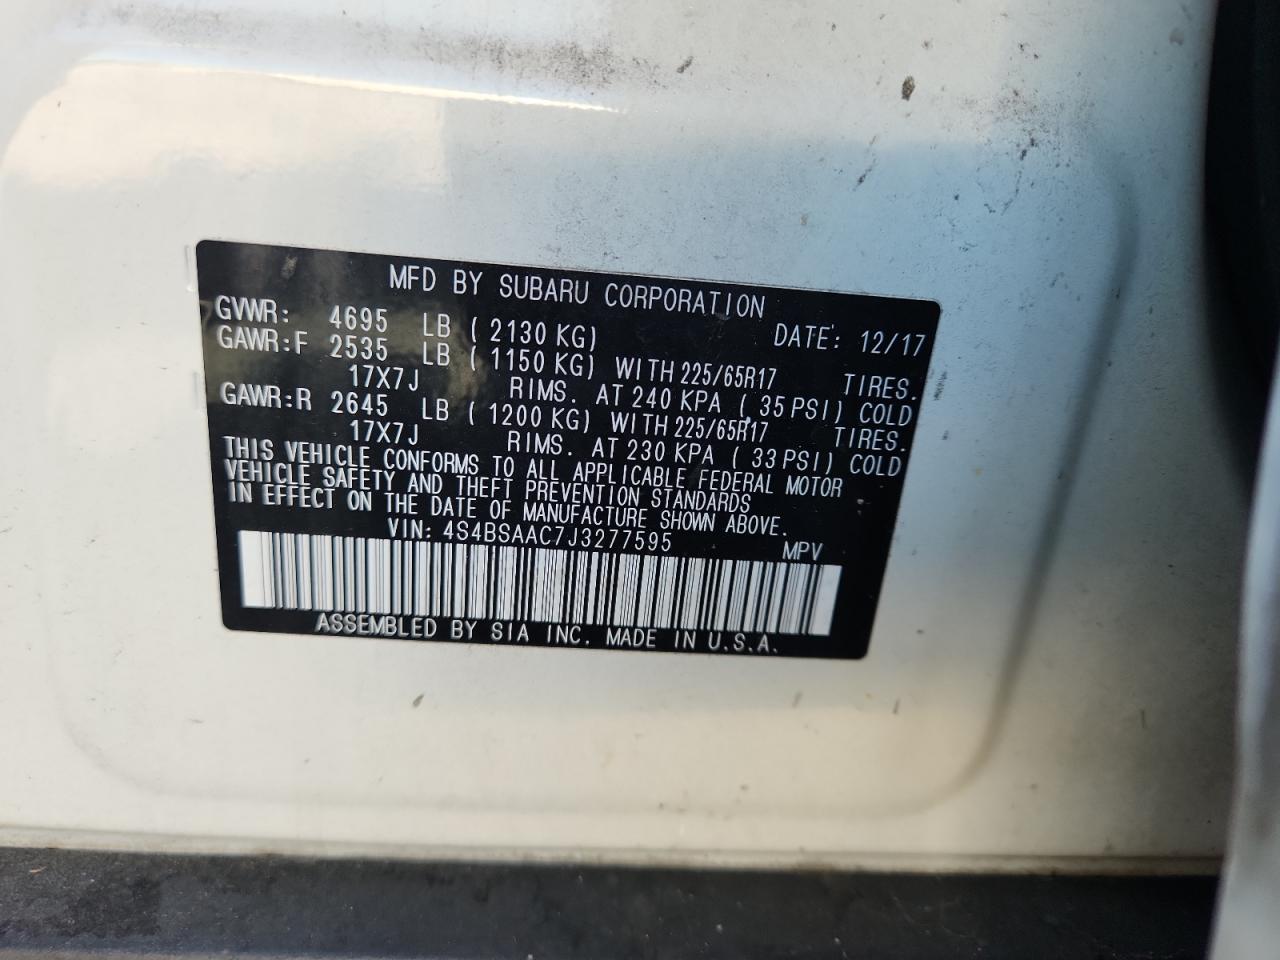 MFD BY SUBARU CORPORATION
GVWR: 4695 LB ( 2130 KG) DATE: 12/17
GAWR:F 2535 LB ( 1150 KG) WITH 225/65R17 TIRES.
17X7J RIMS. AT 240 KPA ( 35 PSI) COLD
GAWR:R 2645 LB ( 1200 KG) WITH 225/65R17 TIRES.
17X7J RIMS. AT 230 KPA ( 33 PSI) COLD
THIS VEHICLE CONFORMS TO ALL APPLICABLE FEDERAL MOTOR
VEHICLE SAFETY AND THEFT PREVENTION STANDARDS
IN EFFECT ON THE DATE OF MANUFACTURE SHOWN ABOVE.
VIN: 4S4BSAAC7J3277595 MPV
ASSEMBLED BY SIA INC. MADE IN U.S.A.